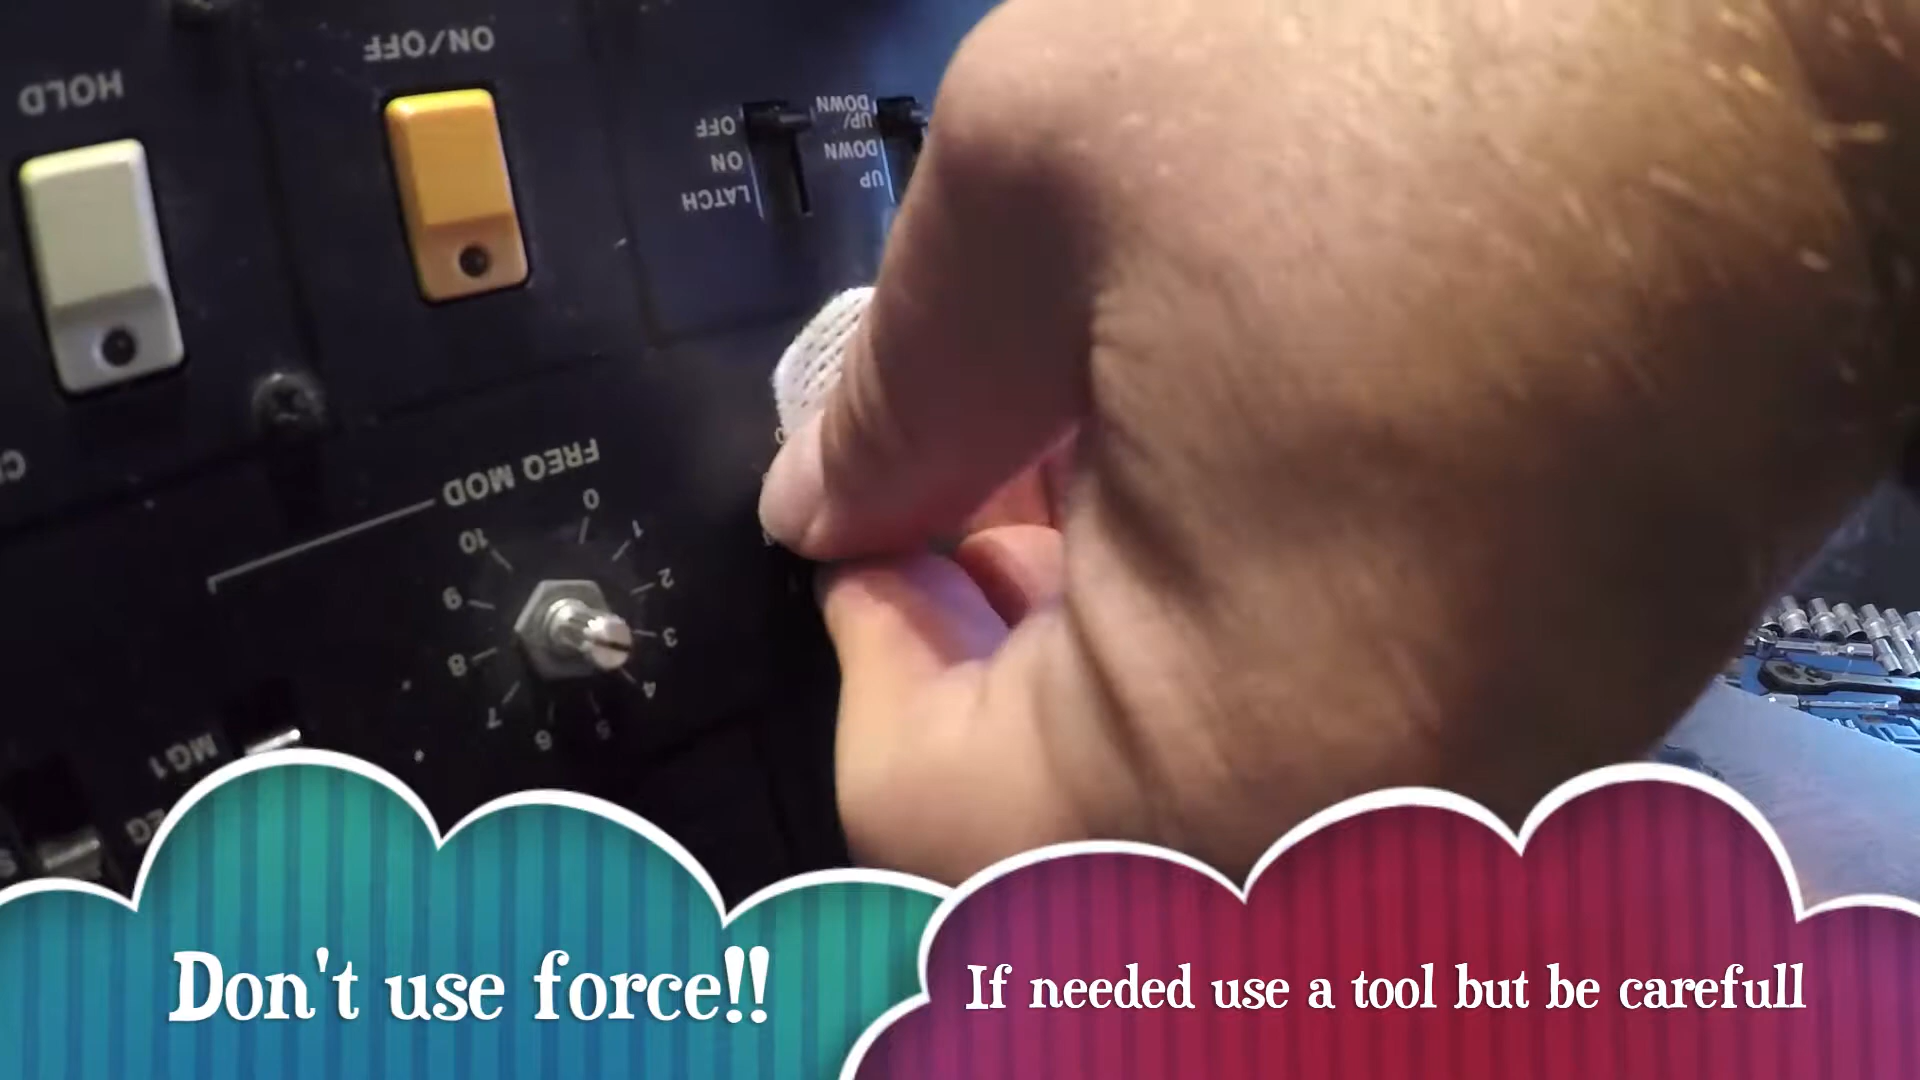 HOLD
ON/OFF
OFF
ON
LATCH
UP/
DOWN
DOWN
UP
FREQ MOD
0
1
2
3
4
5
6
7
8
9
10
MG1
Don't use force!!
If needed use a tool but be carefull